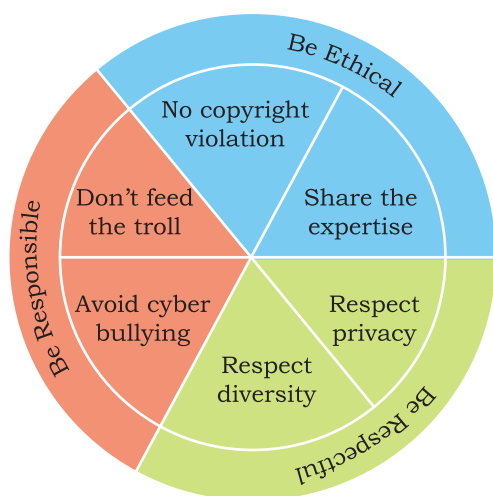 Be Ethical
No copyright
violation
Share the
expertise
Be Responsible
Don’t feed
the troll
Avoid cyber
bullying
Respect
privacy
Respect
diversity
Be Respectful